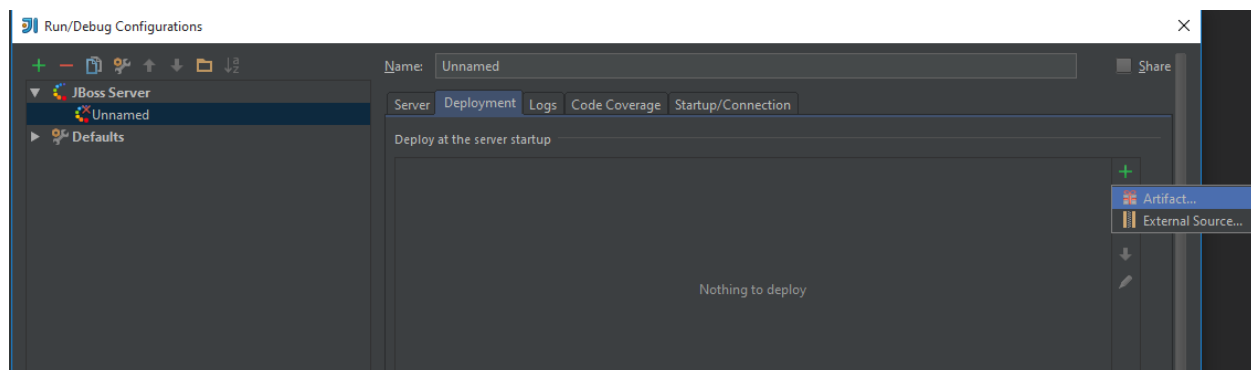 Run/Debug Configurations
Name: Unnamed
Share
JBoss Server
Unnamed
Defaults
Server Deployment Logs Code Coverage Startup/Connection
Deploy at the server startup
Artifact...
External Source...
Nothing to deploy